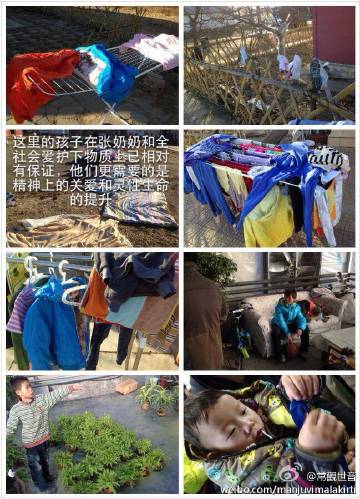 这里的孩子在张奶奶和全
社会爱护下物质上已相对
有保证，他们更需要的是
精神上的关爱和灵性生命
的提升
@常觀世音
weibo.com/manjuvimalakirti